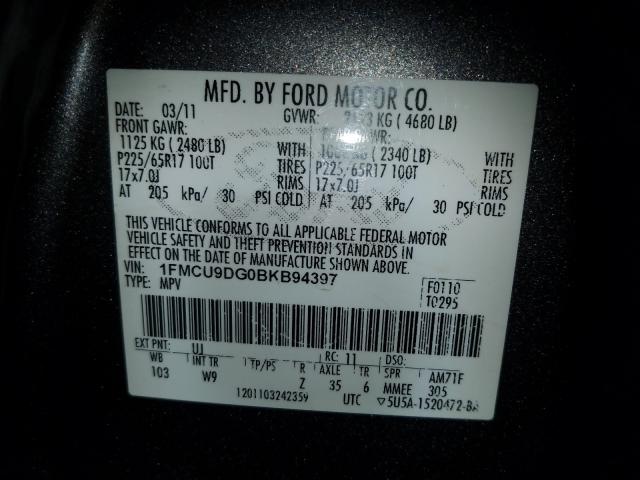 MFD. BY FORD MOTOR CO.
DATE: 03/11 GVWR: KG (4680 LB)
FRONT GAWR: GAWR:
1125 KG (2480 LB) WITH KG (2340 LB) WITH
P225/65R17 100T TIRES P225/65R17 100T TIRES
17x7.0J RIMS 17x7.0J RIMS
AT 205 kPa/ 30 PSI COLD AT 205 kPa/ 30 PSI COLD
THIS VEHICLE CONFORMS TO ALL APPLICABLE FEDERAL MOTOR
VEHICLE SAFETY AND THEFT PREVENTION STANDARDS IN
EFFECT ON THE DATE OF MANUFACTURE SHOWN ABOVE.
VIN: 1FMCU9DG0BKB94397 F0110
TYPE: MPV T0295
EXT PNT: UJ RC: 11 DSO:
WB INT TR TP/PS R AXLE TR SPR AM71F
103 W9 Z 35 6 MMEE 305
1201103242359 UTC ▽5U5A-1520472-BA